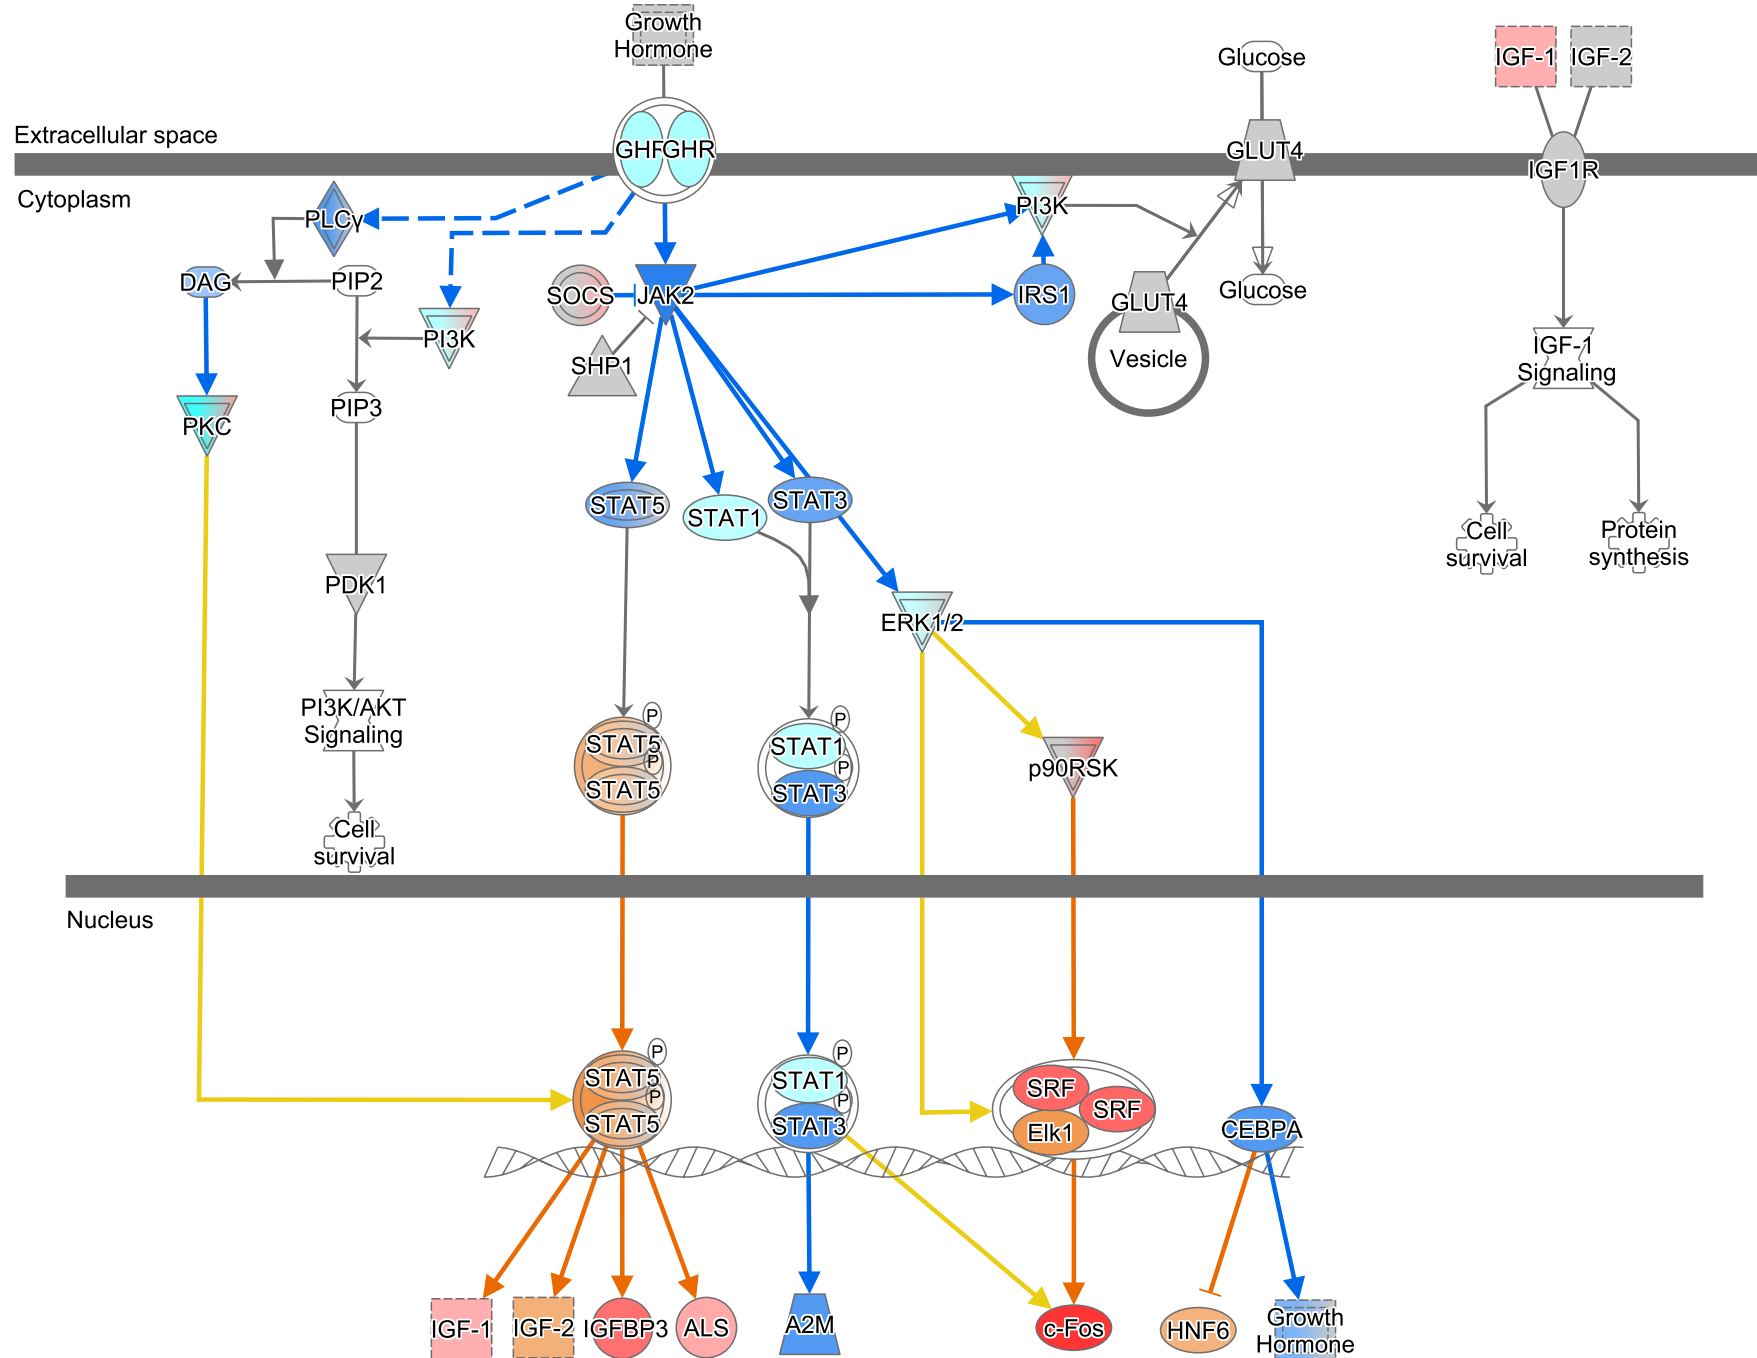 Growth
Hormone
Glucose
IGF-1
IGF-2
Extracellular space
GHR
GHR
GLUT4
IGF1R
Cytoplasm
PLCγ
PI3K
DAG
PIP2
SOCS
JAK2
IRS1
GLUT4
Glucose
PI3K
SHP1
Vesicle
IGF-1
Signaling
PKC
PIP3
STAT5
STAT1
STAT3
Cell
survival
Protein
synthesis
PDK1
ERK1/2
PI3K/AKT
Signaling
P
STAT5
P
STAT5
P
STAT1
P
STAT3
p90RSK
Cell
survival
Nucleus
P
STAT5
P
STAT5
P
STAT1
P
STAT3
SRF
SRF
Elk1
CEBPA
IGF-1
IGF-2
IGFBP3
ALS
A2M
c-Fos
HNF6
Growth
Hormone